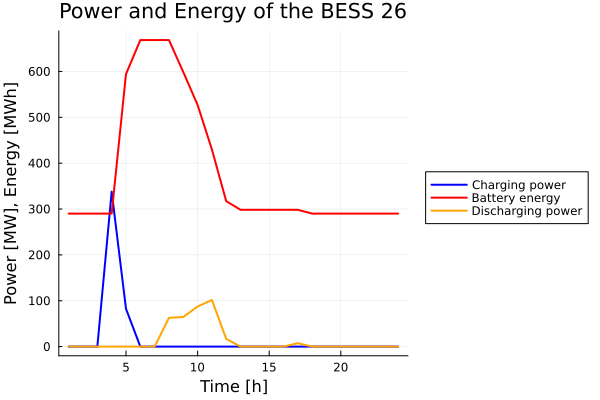 Power and Energy of the BESS 26
Power [MW], Energy [MWh]
600
500
400
300
200
100
0
5 10 15 20
Time [h]
Charging power
Battery energy
Discharging power